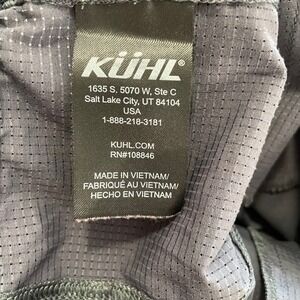 KÜHL®
1635 S. 5070 W, Ste C
Salt Lake City, UT 84104
USA
1-888-218-3181
KUHL.COM
RN#108846
MADE IN VIETNAM/
FABRIQUÉ AU VIETNAM/
HECHO EN VIETNAM